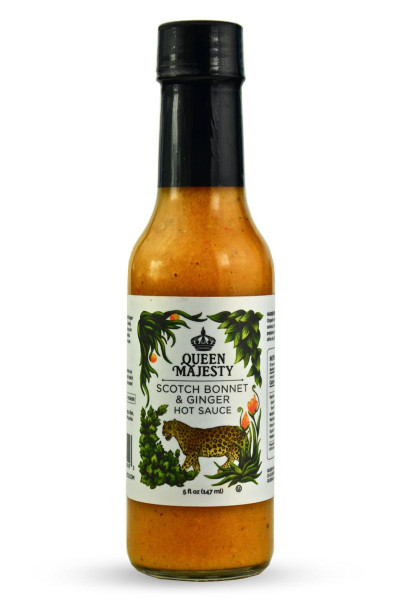 QUEEN
MAJESTY
SCOTCH BONNET
& GINGER
HOT SAUCE
5 fl oz (147 ml)